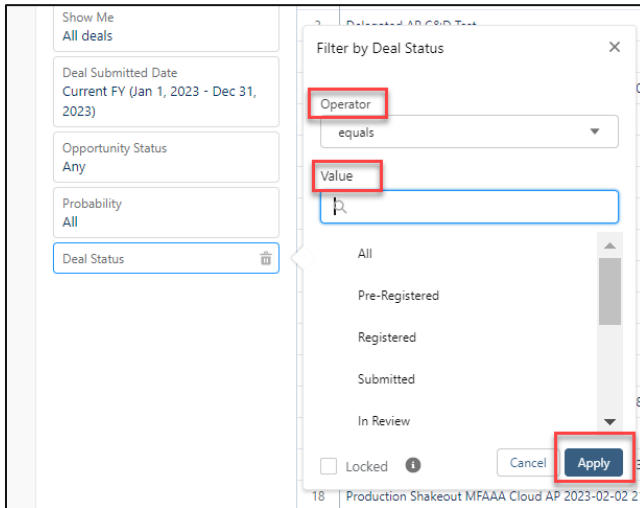 Show Me
All deals
Deal Submitted Date
Current FY (Jan 1, 2023 - Dec 31,
2023)
Opportunity Status
Any
Probability
All
Deal Status
Filter by Deal Status
Operator
equals
Value
All
Pre-Registered
Registered
Submitted
In Review
Locked
Cancel
Apply
18 Production Shakeout MFAAA Cloud AP 2023-02-02 2